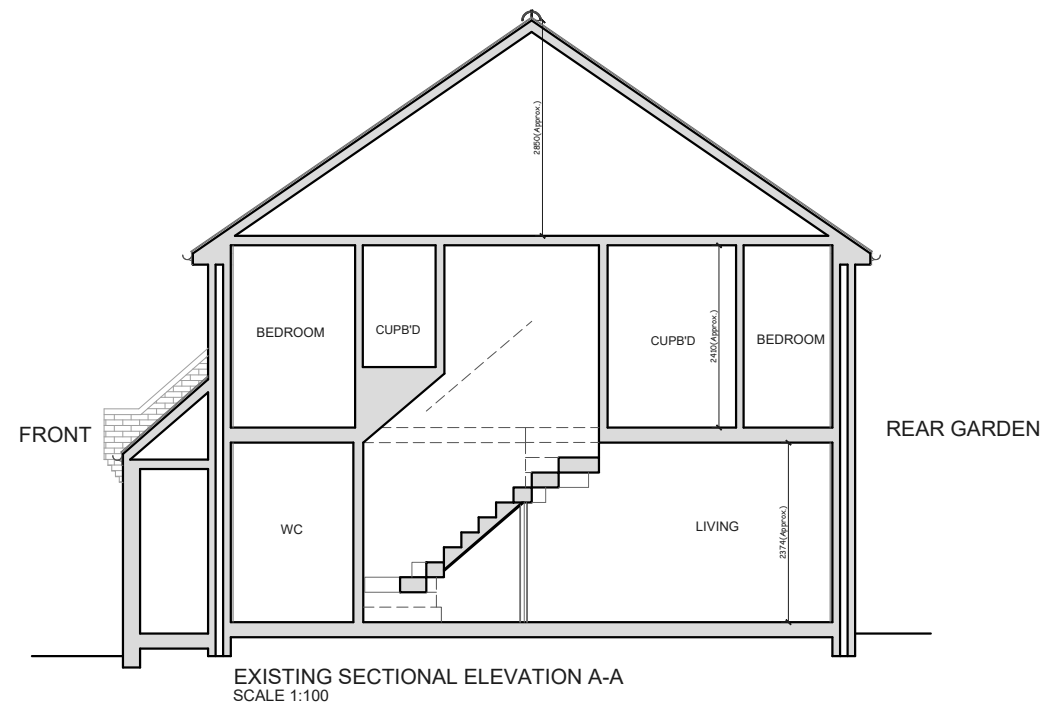 2850(Approx.)
BEDROOM
CUPB'D
CUPB'D
2410(Approx.)
BEDROOM
FRONT
REAR GARDEN
WC
LIVING
2374(Approx.)
EXISTING SECTIONAL ELEVATION A-A
SCALE 1:100